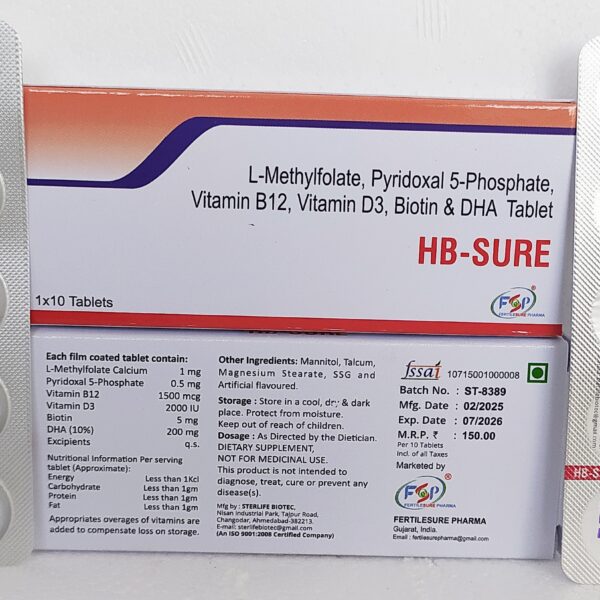 L-Methylfolate, Pyridoxal 5-Phosphate,
Vitamin B12, Vitamin D3, Biotin & DHA Tablet
HB-SURE
1x10 Tablets
FSP
®
FERTILESURE PHARMA
HB-SURE
Each film coated tablet contain:
L-Methylfolate Calcium 1 mg
Pyridoxal 5-Phosphate 0.5 mg
Vitamin B12 1500 mcg
Vitamin D3 2000 IU
Biotin 5 mg
DHA (10%) 200 mg
Excipients q.s.
Nutritional Information Per serving
tablet (Approximate):
Energy Less than 1Kcl
Carbohydrate Less than 1gm
Protein Less than 1gm
Fat Less than 1gm
Appropriates overages of vitamins are
added to compensate loss on storage.
Other Ingredients: Mannitol, Talcum,
Magnesium Stearate, SSG and
Artificial flavoured.
Storage : Store in a cool, dry & dark
place. Protect from moisture.
Keep out of reach of children.
Dosage : As Directed by the Dietician.
DIETARY SUPPLEMENT,
NOT FOR MEDICINAL USE.
This product is not intended to
diagnose, treat, cure or prevent any
disease(s).
Mfg by : STERLIFE BIOTEC,
Nisan Industrial Park, Tajpur Road,
Changodar, Ahmedabad-382213.
E-mail: sterlifebiotec@gmail.com
(An ISO 9001:2008 Certified Company)
fssai 10715001000008
Batch No. : ST-8389
Mfg. Date : 02/2025
Exp. Date : 07/2026
M.R.P. ₹ : 150.00
Per 10 Tablets
Incl. of all Taxes
Marketed by
FSP
®
FERTILESURE PHARMA
Gujarat, India.
Email : fertilesurepharma@gmail.com
HB-S